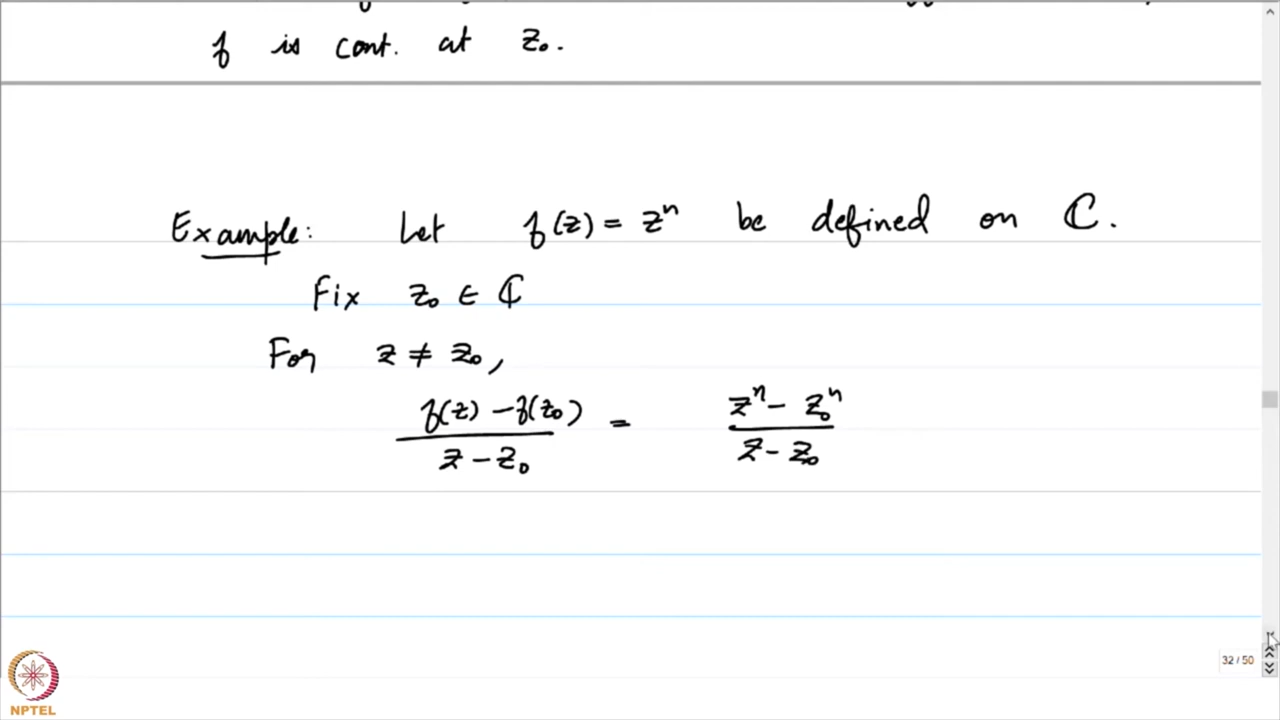 f is cont. at z₀.
Example: Let f(z) = zⁿ be defined on ℂ.
Fix z₀ ∈ ℂ
For z ≠ z₀,
(f(z) − f(z₀))/(z − z₀) = (zⁿ − z₀ⁿ)/(z − z₀)
32 / 50
NPTEL